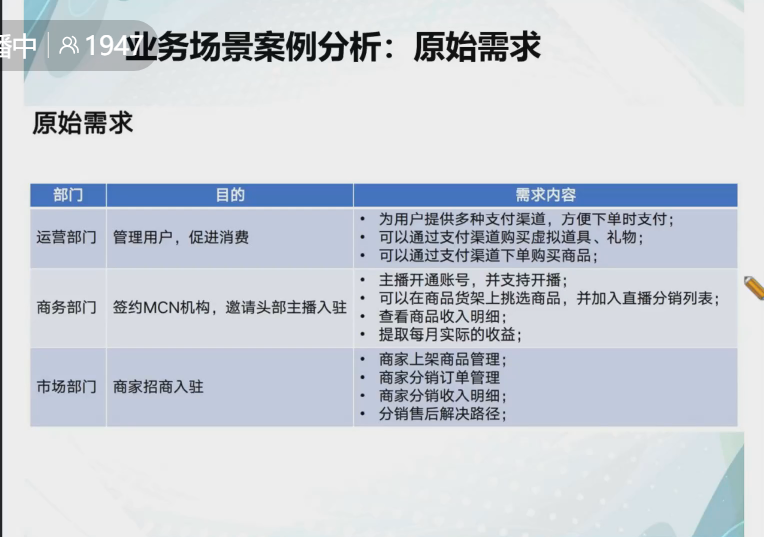 播中 194
业务场景案例分析：原始需求
原始需求
部门 目的 需求内容
运营部门 管理用户，促进消费
• 为用户提供多种支付渠道，方便下单时支付；
• 可以通过支付渠道购买虚拟道具、礼物；
• 可以通过支付渠道下单购买商品；
商务部门 签约MCN机构，邀请头部主播入驻
• 主播开通账号，并支持开播；
• 可以在商品货架上挑选商品，并加入直播分销列表；
• 查看商品收入明细；
• 提取每月实际的收益；
市场部门 商家招商入驻
• 商家上架商品管理；
• 商家分销订单管理
• 商家分销收入明细；
• 分销售后解决路径；